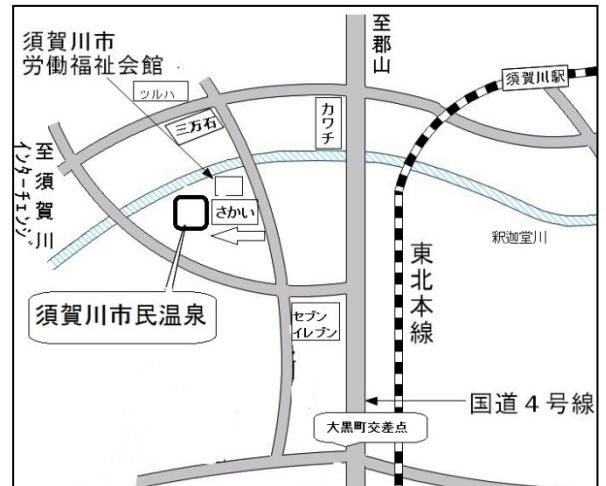 須賀川市
労働福祉会館
ツルハ
三万石
カワチ
至郡山
須賀川駅
至須賀川
インターチェンジ
さかい
釈迦堂川
東北本線
須賀川市民温泉
セブン
イレブン
国道４号線
大黒町交差点